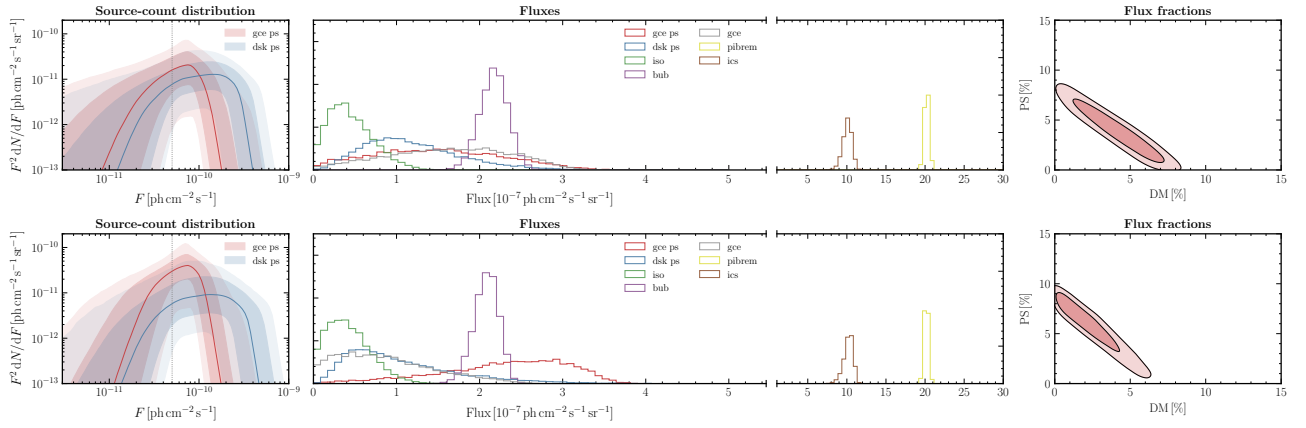 Source-count distribution
F² dN/dF [ph cm⁻² s⁻¹ sr⁻¹]
10⁻¹⁰
10⁻¹¹
10⁻¹²
10⁻¹³
gce ps
dsk ps
10⁻¹¹ 10⁻¹⁰ 10⁻⁹
F [ph cm⁻² s⁻¹]
Fluxes
gce ps
dsk ps
iso
bub
gce
pibrem
ics
0 1 2 3 4 5 5 10 15 20 25 30
Flux [10⁻⁷ ph cm⁻² s⁻¹ sr⁻¹]
Flux fractions
PS [%]
15
10
5
0
0 5 10 15
DM [%]
Source-count distribution
F² dN/dF [ph cm⁻² s⁻¹ sr⁻¹]
10⁻¹⁰
10⁻¹¹
10⁻¹²
10⁻¹³
gce ps
dsk ps
10⁻¹¹ 10⁻¹⁰ 10⁻⁹
F [ph cm⁻² s⁻¹]
Fluxes
gce ps
dsk ps
iso
bub
gce
pibrem
ics
0 1 2 3 4 5 5 10 15 20 25 30
Flux [10⁻⁷ ph cm⁻² s⁻¹ sr⁻¹]
Flux fractions
PS [%]
15
10
5
0
0 5 10 15
DM [%]